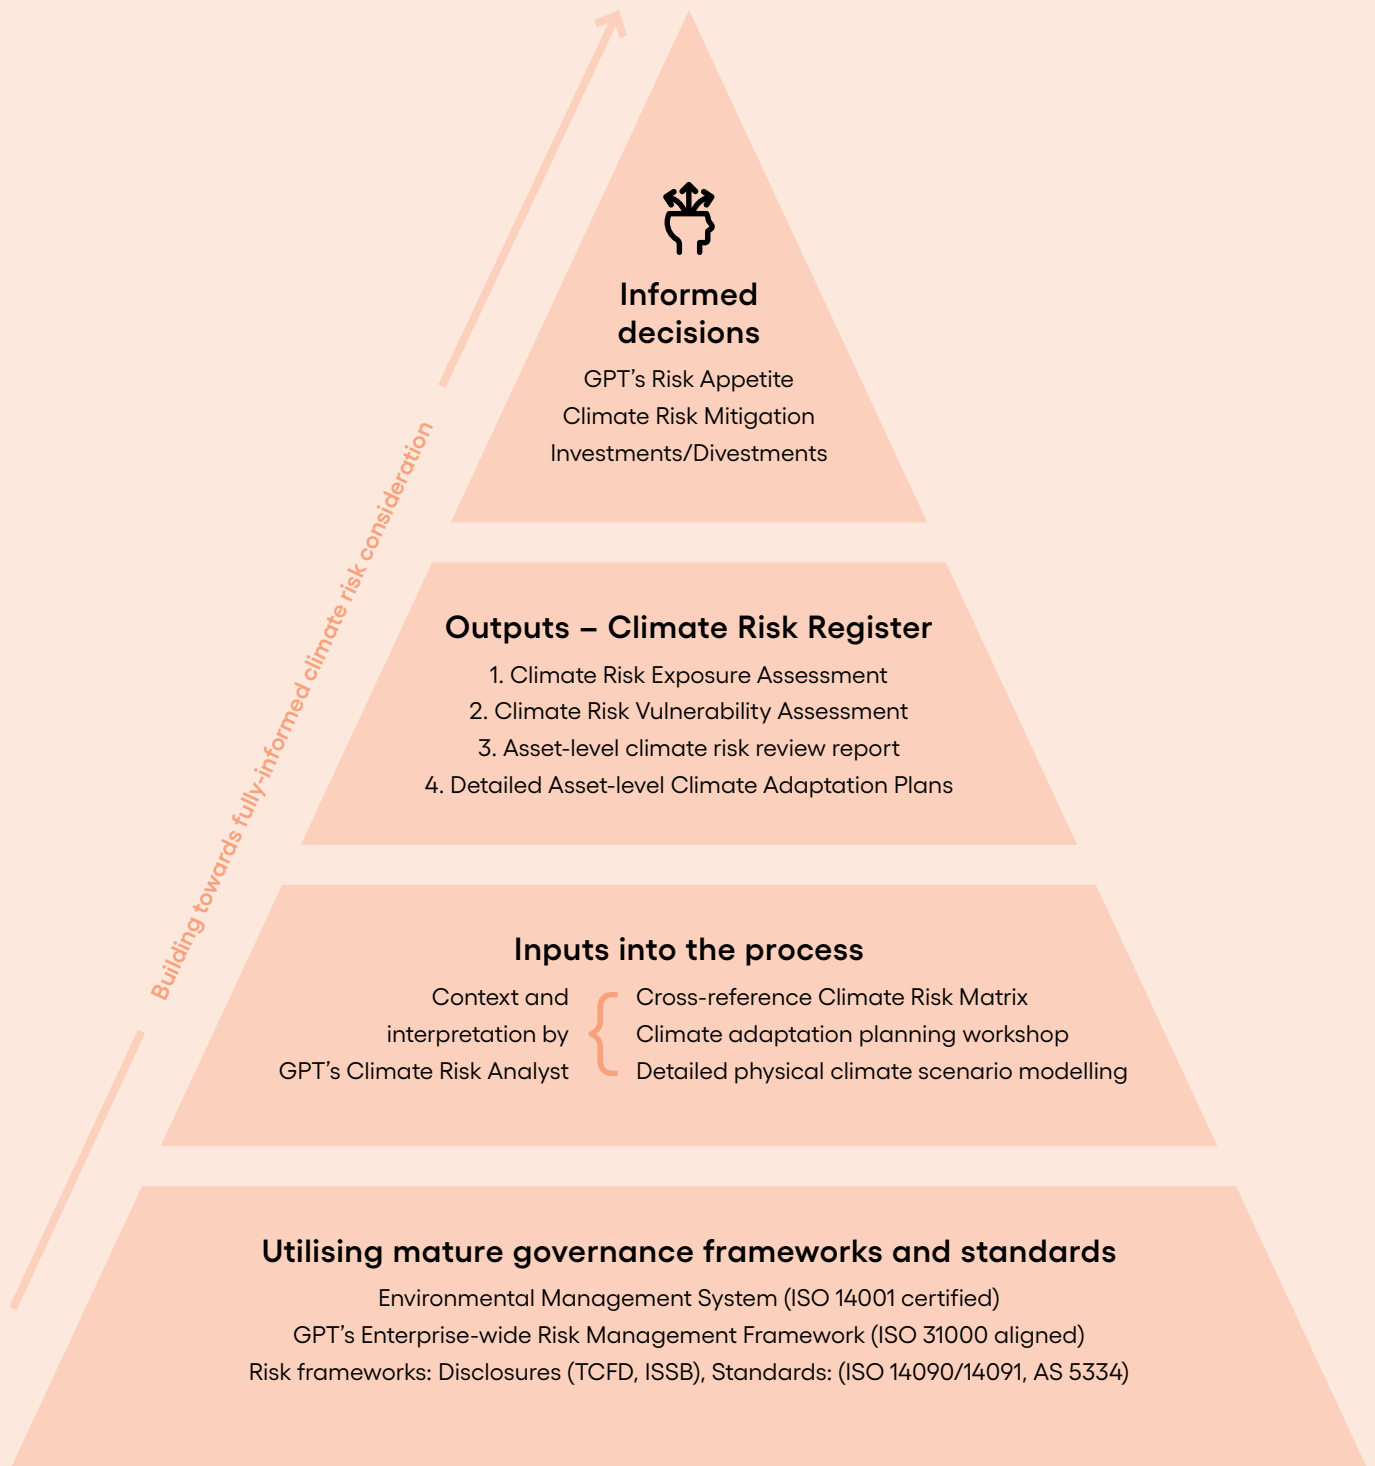 Informed
decisions
GPT’s Risk Appetite
Climate Risk Mitigation
Investments/Divestments
Building towards fully-informed climate risk consideration
Outputs – Climate Risk Register
1. Climate Risk Exposure Assessment
2. Climate Risk Vulnerability Assessment
3. Asset-level climate risk review report
4. Detailed Asset-level Climate Adaptation Plans
Inputs into the process
Context and
interpretation by
GPT’s Climate Risk Analyst
Cross-reference Climate Risk Matrix
Climate adaptation planning workshop
Detailed physical climate scenario modelling
Utilising mature governance frameworks and standards
Environmental Management System (ISO 14001 certified)
GPT’s Enterprise-wide Risk Management Framework (ISO 31000 aligned)
Risk frameworks: Disclosures (TCFD, ISSB), Standards: (ISO 14090/14091, AS 5334)